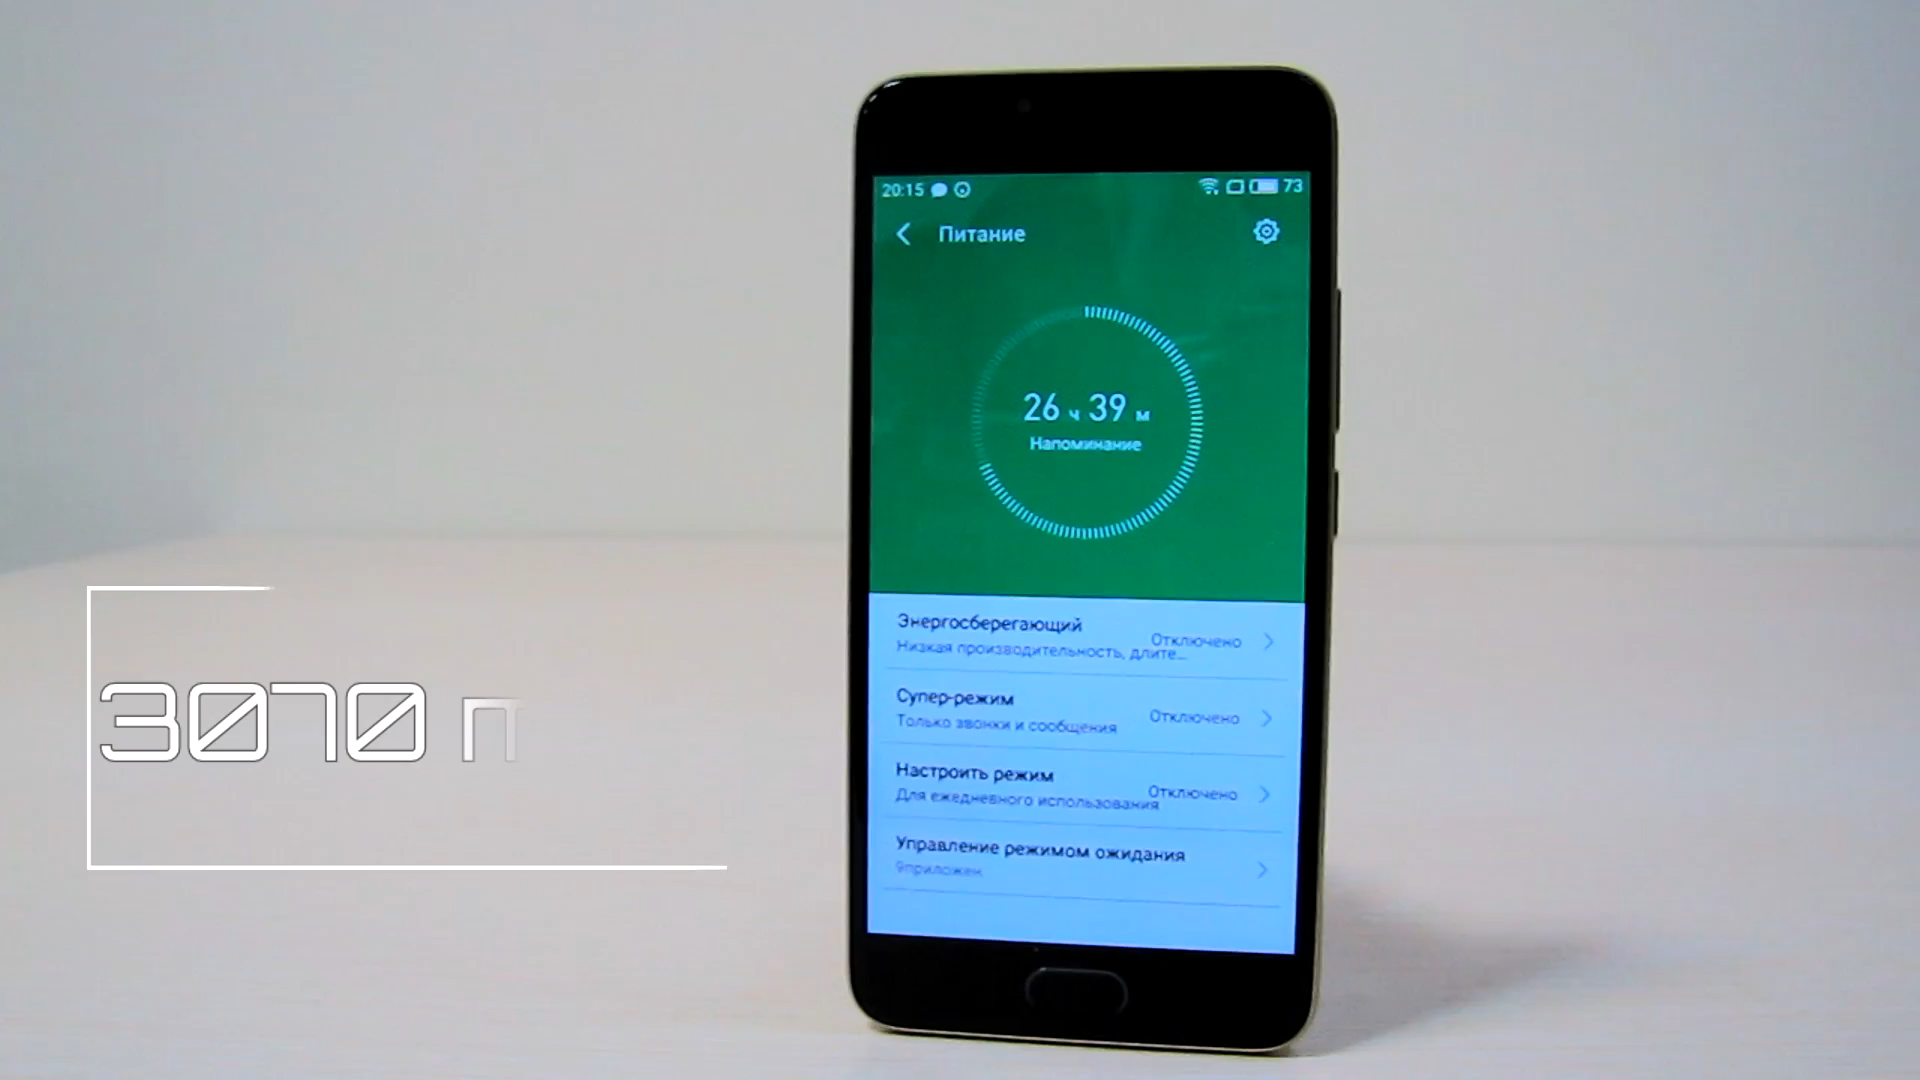 20:15 73
Питание
26 ч 39 м
Напоминание
Энергосберегающий
Отключено
Низкая производительность, длите...
Супер-режим
Отключено
Только звонки и сообщения
Настроить режим
Отключено
Для ежедневного использования
Управление режимом ожидания
9приложен
3070